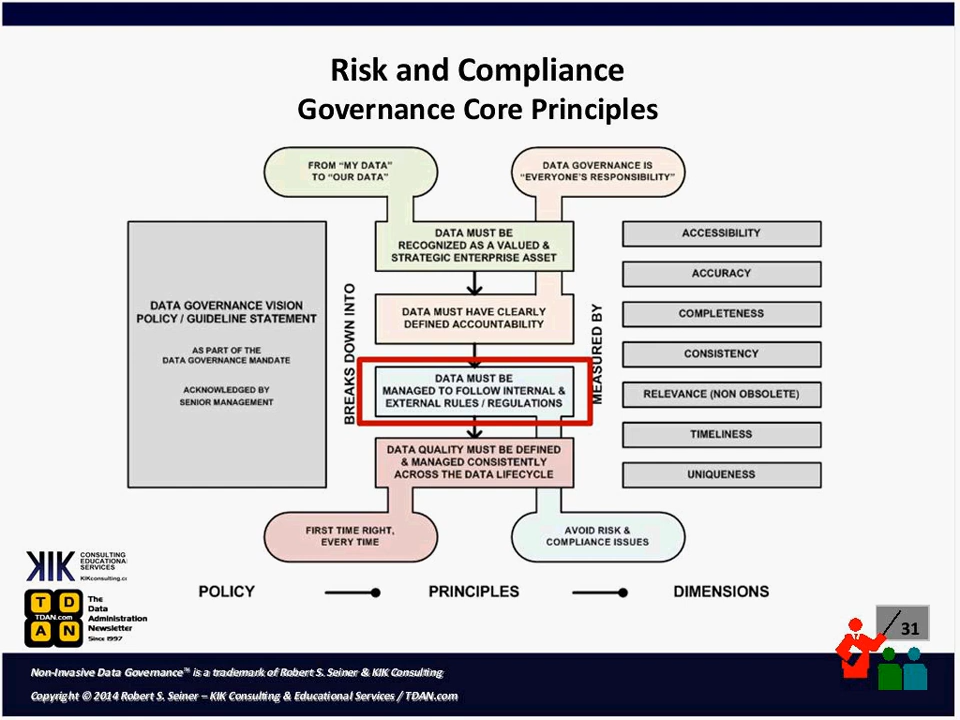 Risk and Compliance
Governance Core Principles
FROM “MY DATA”
TO “OUR DATA”
DATA GOVERNANCE IS
“EVERYONE’S RESPONSIBILITY”
DATA GOVERNANCE VISION
POLICY / GUIDELINE STATEMENT
AS PART OF THE
DATA GOVERNANCE MANDATE
ACKNOWLEDGED BY
SENIOR MANAGEMENT
BREAKS DOWN INTO
DATA MUST BE
RECOGNIZED AS A VALUED &
STRATEGIC ENTERPRISE ASSET
DATA MUST HAVE CLEARLY
DEFINED ACCOUNTABILITY
DATA MUST BE
MANAGED TO FOLLOW INTERNAL &
EXTERNAL RULES / REGULATIONS
DATA QUALITY MUST BE DEFINED
& MANAGED CONSISTENTLY
ACROSS THE DATA LIFECYCLE
MEASURED BY
ACCESSIBILITY
ACCURACY
COMPLETENESS
CONSISTENCY
RELEVANCE (NON OBSOLETE)
TIMELINESS
UNIQUENESS
FIRST TIME RIGHT,
EVERY TIME
AVOID RISK &
COMPLIANCE ISSUES
POLICY
PRINCIPLES
DIMENSIONS
KIK
CONSULTING
EDUCATIONA
SERVICES
KIKconsulting.c
T D
TDAN.com
A N
The
Data
Administration
Newsletter
Since 1997
31
Non-Invasive Data Governance™ is a trademark of Robert S. Seiner & KIK Consulting
Copyright © 2014 Robert S. Seiner – KIK Consulting & Educational Services / TDAN.com